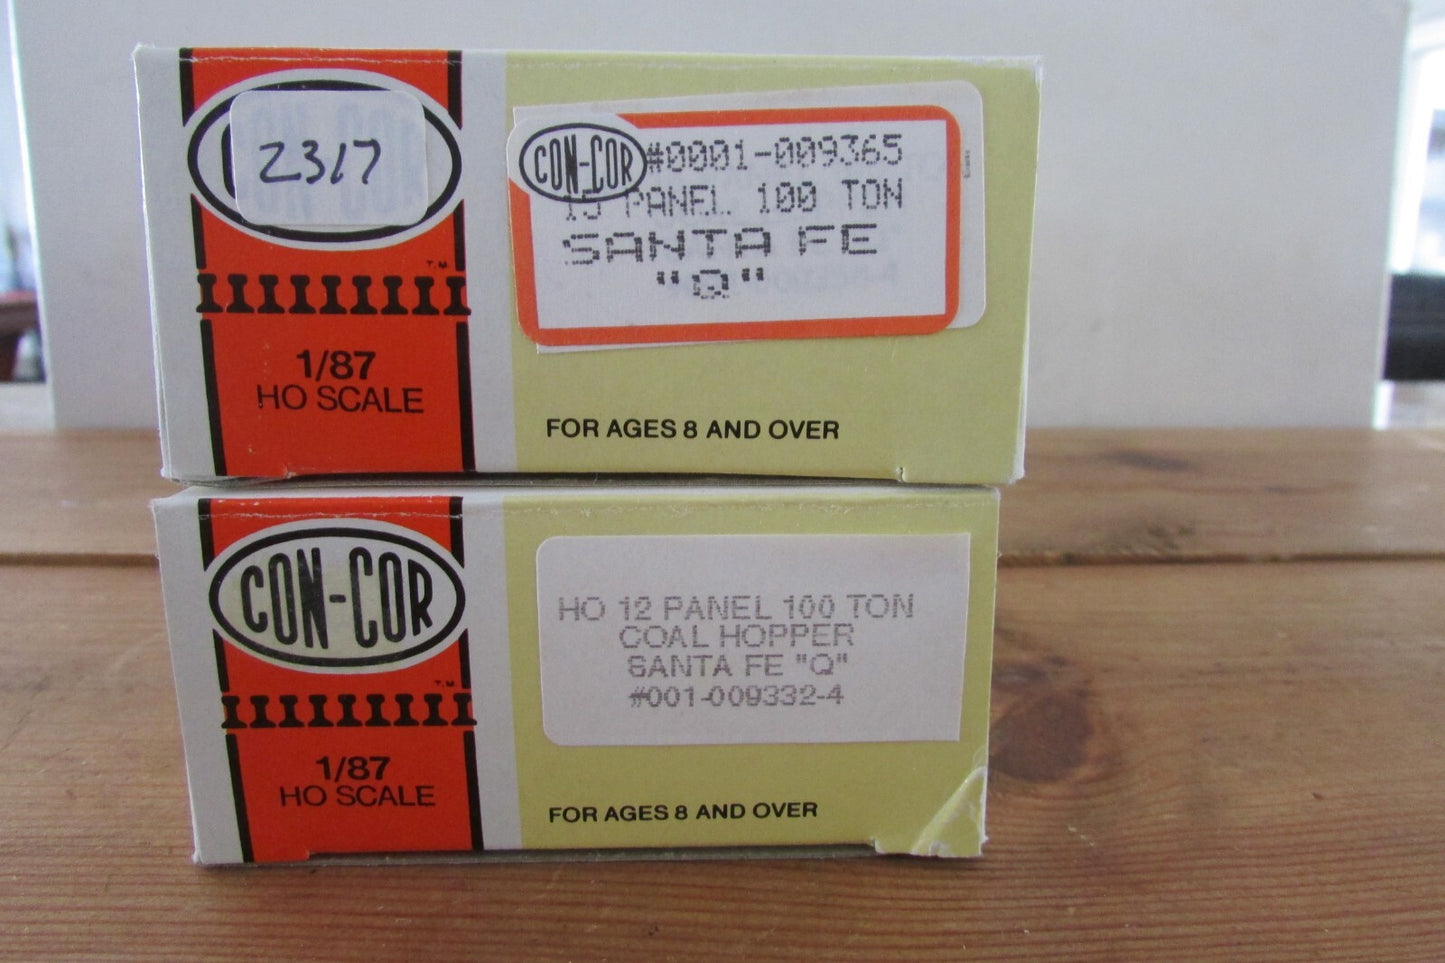 2317
T.M.
1/87
HO SCALE
CON-COR
#0001-009365
15 PANEL 100 TON
SANTA FE
"Q"
FOR AGES 8 AND OVER
CON-COR
T.M.
1/87
HO SCALE
HO 12 PANEL 100 TON
COAL HOPPER
SANTA FE "Q"
#001-009332-4
FOR AGES 8 AND OVER